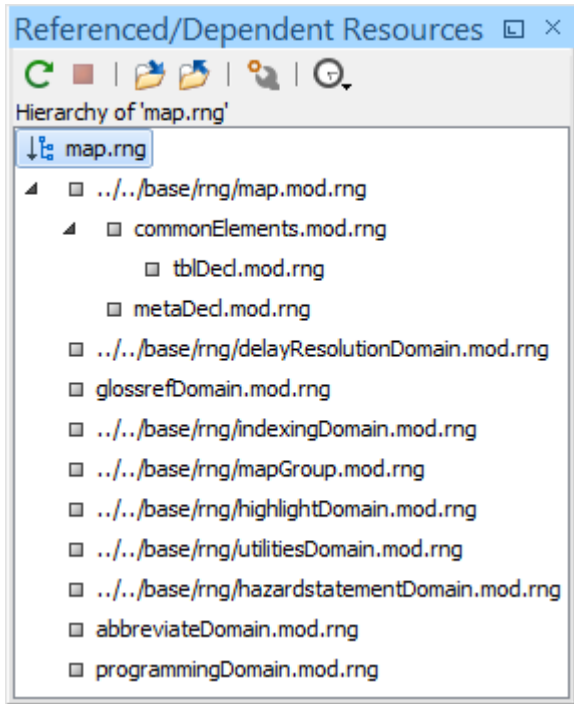 Referenced/Dependent Resources
Hierarchy of 'map.rng'
map.rng
../../base/rng/map.mod.rng
commonElements.mod.rng
tblDecl.mod.rng
metaDecl.mod.rng
../../base/rng/delayResolutionDomain.mod.rng
glossrefDomain.mod.rng
../../base/rng/indexingDomain.mod.rng
../../base/rng/mapGroup.mod.rng
../../base/rng/highlightDomain.mod.rng
../../base/rng/utilitiesDomain.mod.rng
../../base/rng/hazardstatementDomain.mod.rng
abbreviateDomain.mod.rng
programmingDomain.mod.rng